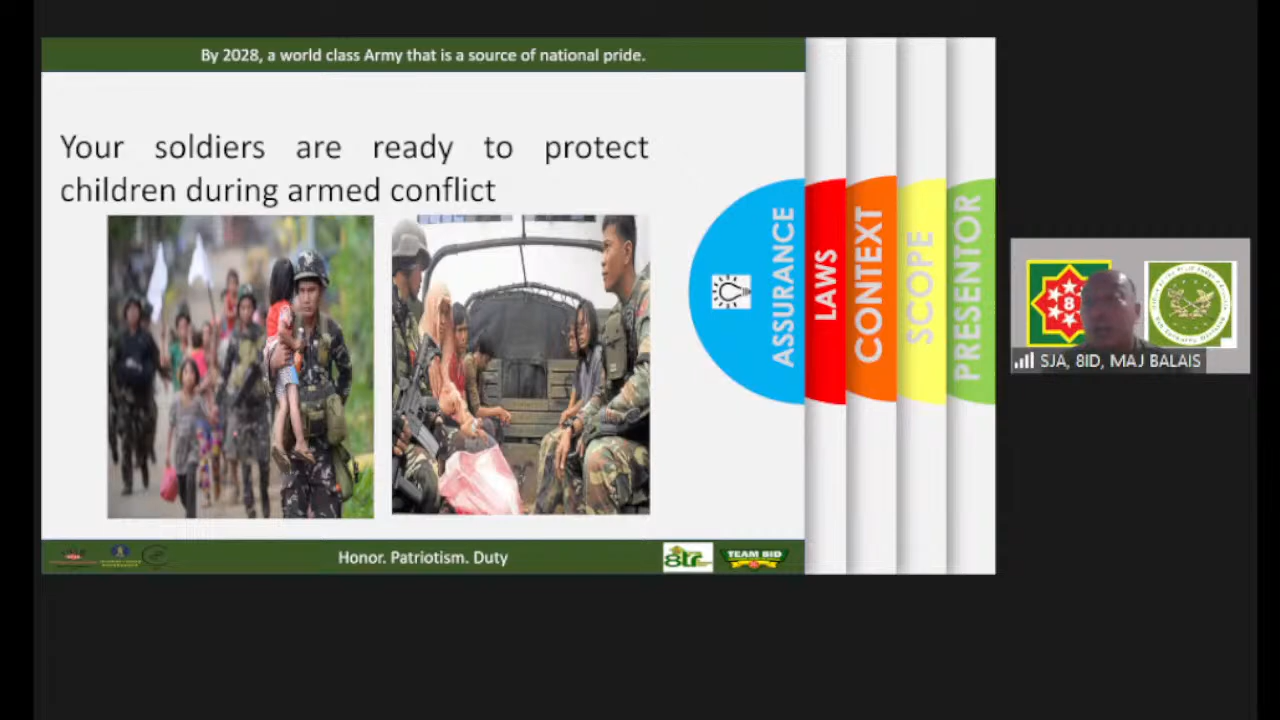 By 2028, a world class Army that is a source of national pride.
Your soldiers are ready to protect
children during armed conflict
ASSURANCE
LAWS
CONTEXT
SCOPE
PRESENTOR
8
SJA, 8ID, MAJ BALAIS
Honor. Patriotism. Duty
TEAM 8ID